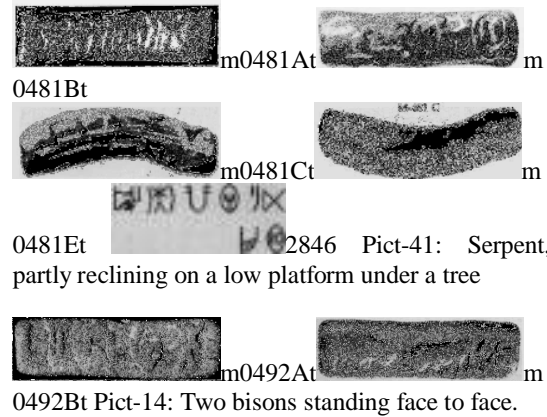 m0481At m
0481Bt
m0481Ct m
0481Et 2846 Pict-41: Serpent,
partly reclining on a low platform under a tree
m0492At m
0492Bt Pict-14: Two bisons standing face to face.